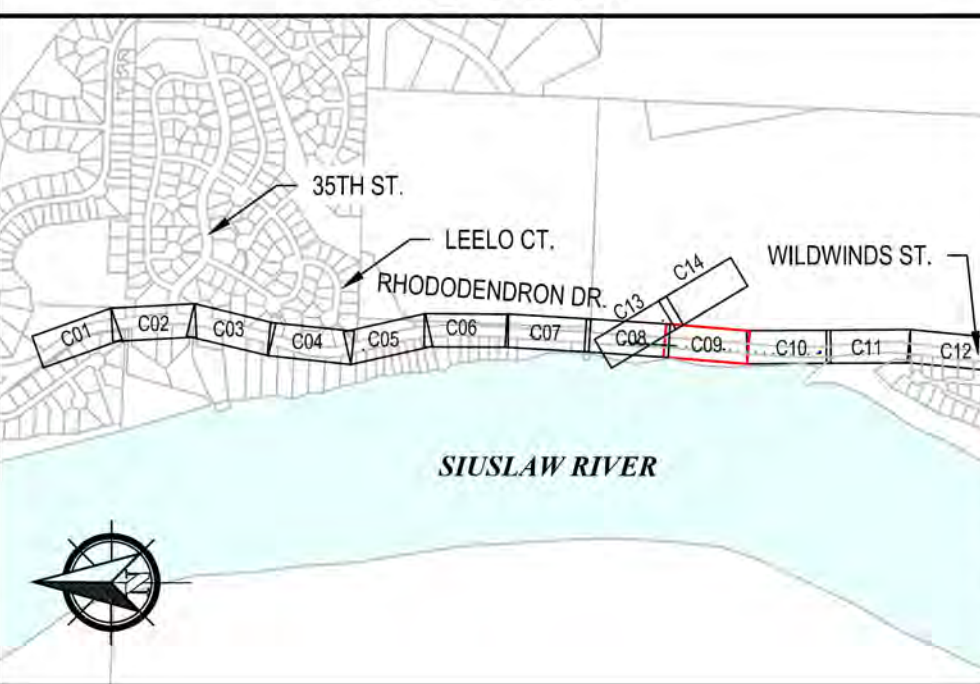 35TH ST.
LEELO CT.
RHODODENDRON DR.
WILDWINDS ST.
C14
C13
C01
C02
C03
C04
C05
C06
C07
C08
C09
C10
C11
C12
SIUSLAW RIVER
N